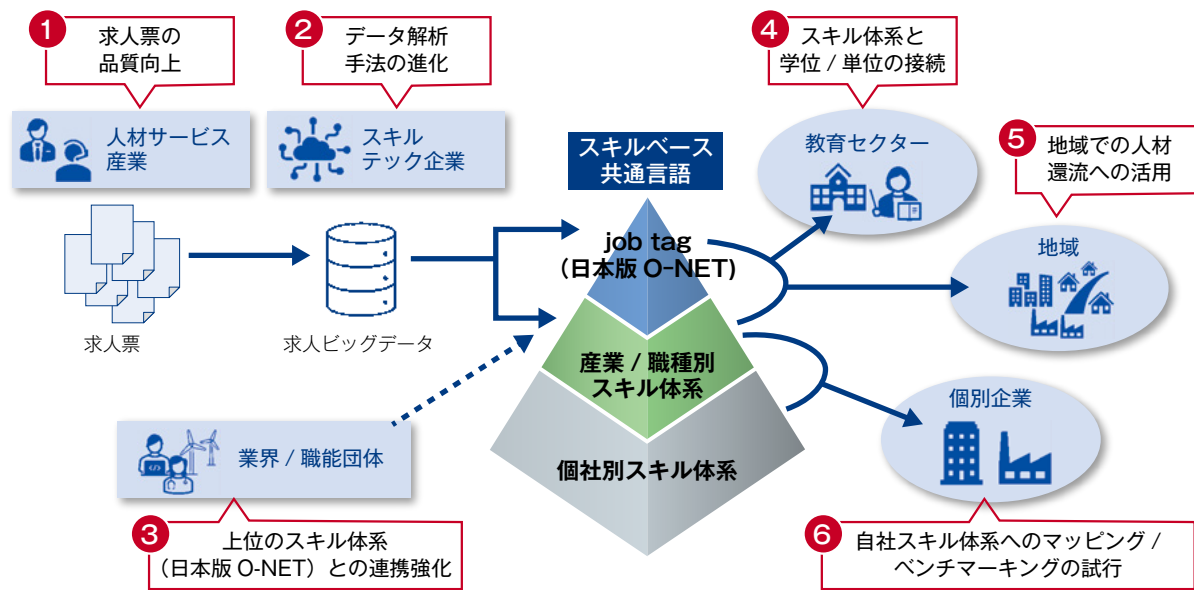 1
求人票の
品質向上
人材サービス
産業
2
データ解析
手法の進化
スキル
テック企業
求人票
求人ビッグデータ
業界 / 職能団体
3
上位のスキル体系
（日本版 O-NET）との連携強化
スキルベース
共通言語
job tag
（日本版 O-NET)
産業 / 職種別
スキル体系
個社別スキル体系
4
スキル体系と
学位 / 単位の接続
教育セクター
5
地域での人材
還流への活用
地域
個別企業
6
自社スキル体系へのマッピング /
ベンチマーキングの試行